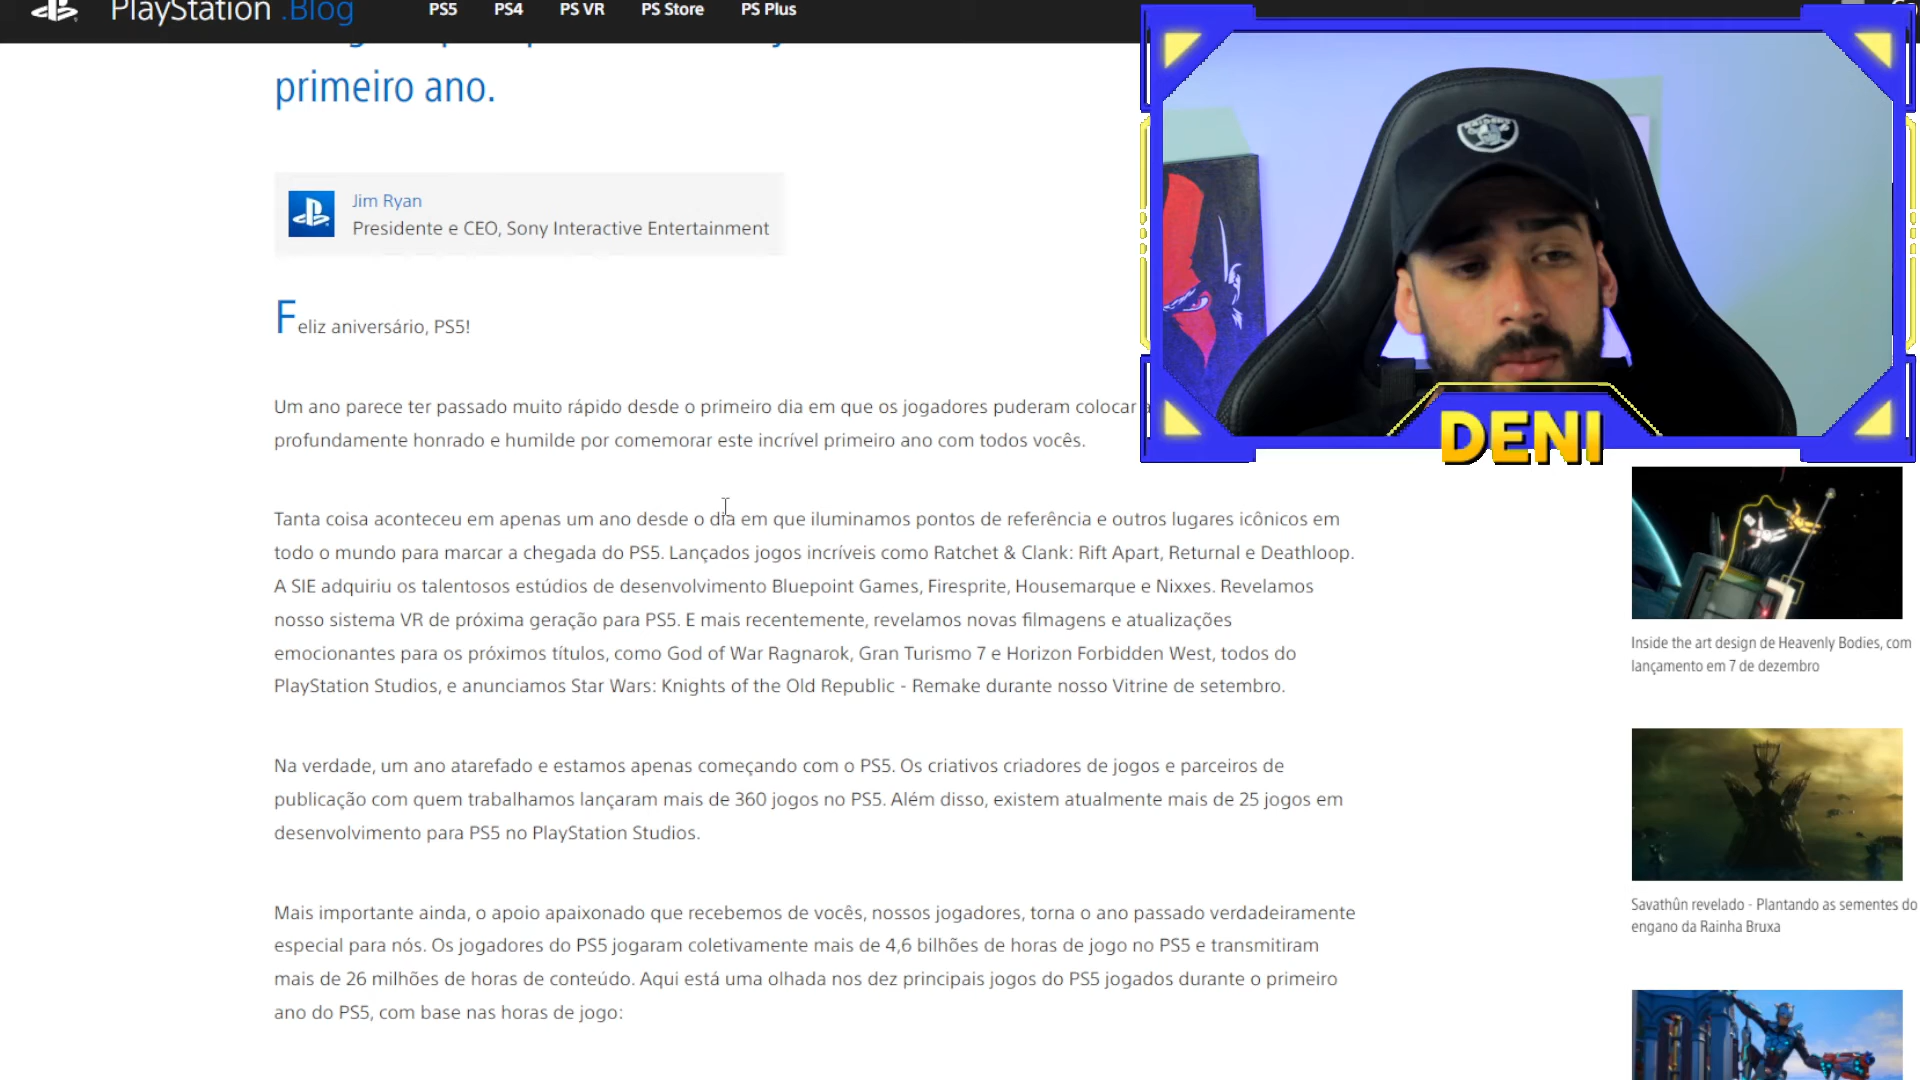 PlayStation.Blog
PS5
PS4
PS VR
PS Store
PS Plus
primeiro ano.
Jim Ryan
Presidente e CEO, Sony Interactive Entertainment
Feliz aniversário, PS5!
Um ano parece ter passado muito rápido desde o primeiro dia em que os jogadores puderam colocar
profundamente honrado e humilde por comemorar este incrível primeiro ano com todos vocês.
Tanta coisa aconteceu em apenas um ano desde o dia em que iluminamos pontos de referência e outros lugares icônicos em
todo o mundo para marcar a chegada do PS5. Lançados jogos incríveis como Ratchet & Clank: Rift Apart, Returnal e Deathloop.
A SIE adquiriu os talentosos estúdios de desenvolvimento Bluepoint Games, Firesprite, Housemarque e Nixxes. Revelamos
nosso sistema VR de próxima geração para PS5. E mais recentemente, revelamos novas filmagens e atualizações
emocionantes para os próximos títulos, como God of War Ragnarok, Gran Turismo 7 e Horizon Forbidden West, todos do
PlayStation Studios, e anunciamos Star Wars: Knights of the Old Republic - Remake durante nosso Vitrine de setembro.
Na verdade, um ano atarefado e estamos apenas começando com o PS5. Os criativos criadores de jogos e parceiros de
publicação com quem trabalhamos lançaram mais de 360 jogos no PS5. Além disso, existem atualmente mais de 25 jogos em
desenvolvimento para PS5 no PlayStation Studios.
Mais importante ainda, o apoio apaixonado que recebemos de vocês, nossos jogadores, torna o ano passado verdadeiramente
especial para nós. Os jogadores do PS5 jogaram coletivamente mais de 4,6 bilhões de horas de jogo no PS5 e transmitiram
mais de 26 milhões de horas de conteúdo. Aqui está uma olhada nos dez principais jogos do PS5 jogados durante o primeiro
ano do PS5, com base nas horas de jogo:
RAIDERS
DENI
Inside the art design de Heavenly Bodies, com
lançamento em 7 de dezembro
Savathûn revelado - Plantando as sementes do
engano da Rainha Bruxa